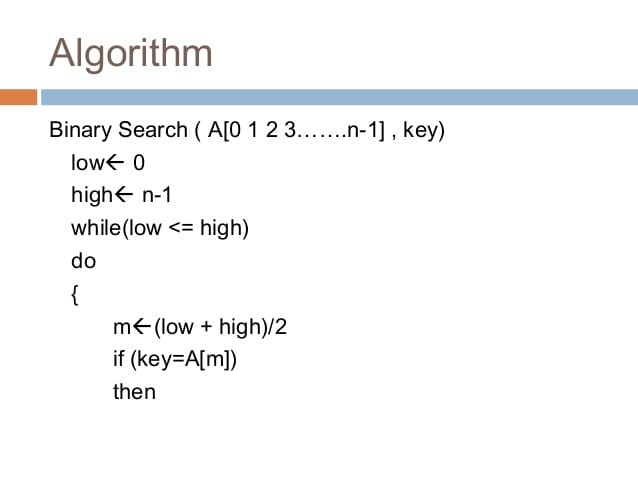 Algorithm
Binary Search ( A[0 1 2 3…….n-1] , key)
low← 0
high← n-1
while(low <= high)
do
{
m←(low + high)/2
if (key=A[m])
then